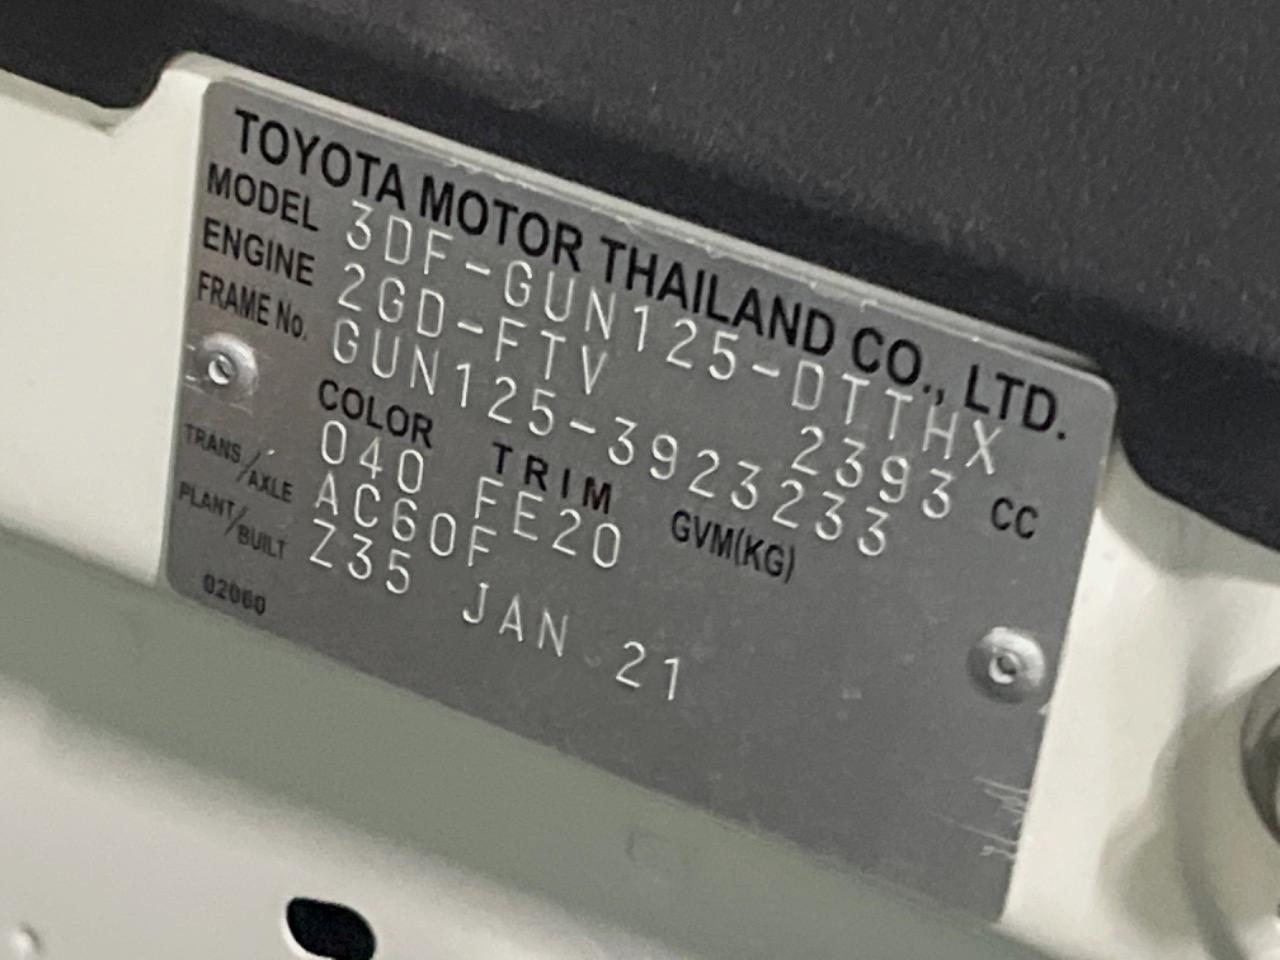 TOYOTA MOTOR THAILAND CO., LTD.
MODEL 3DF-GUN125-DTTHX
ENGINE 2GD-FTV 2393 CC
FRAME No. GUN125-3923233
COLOR TRIM GVM(KG)
040 FE20
TRANS/AXLE AC60F
PLANT/BUILT Z35 JAN 21
02060